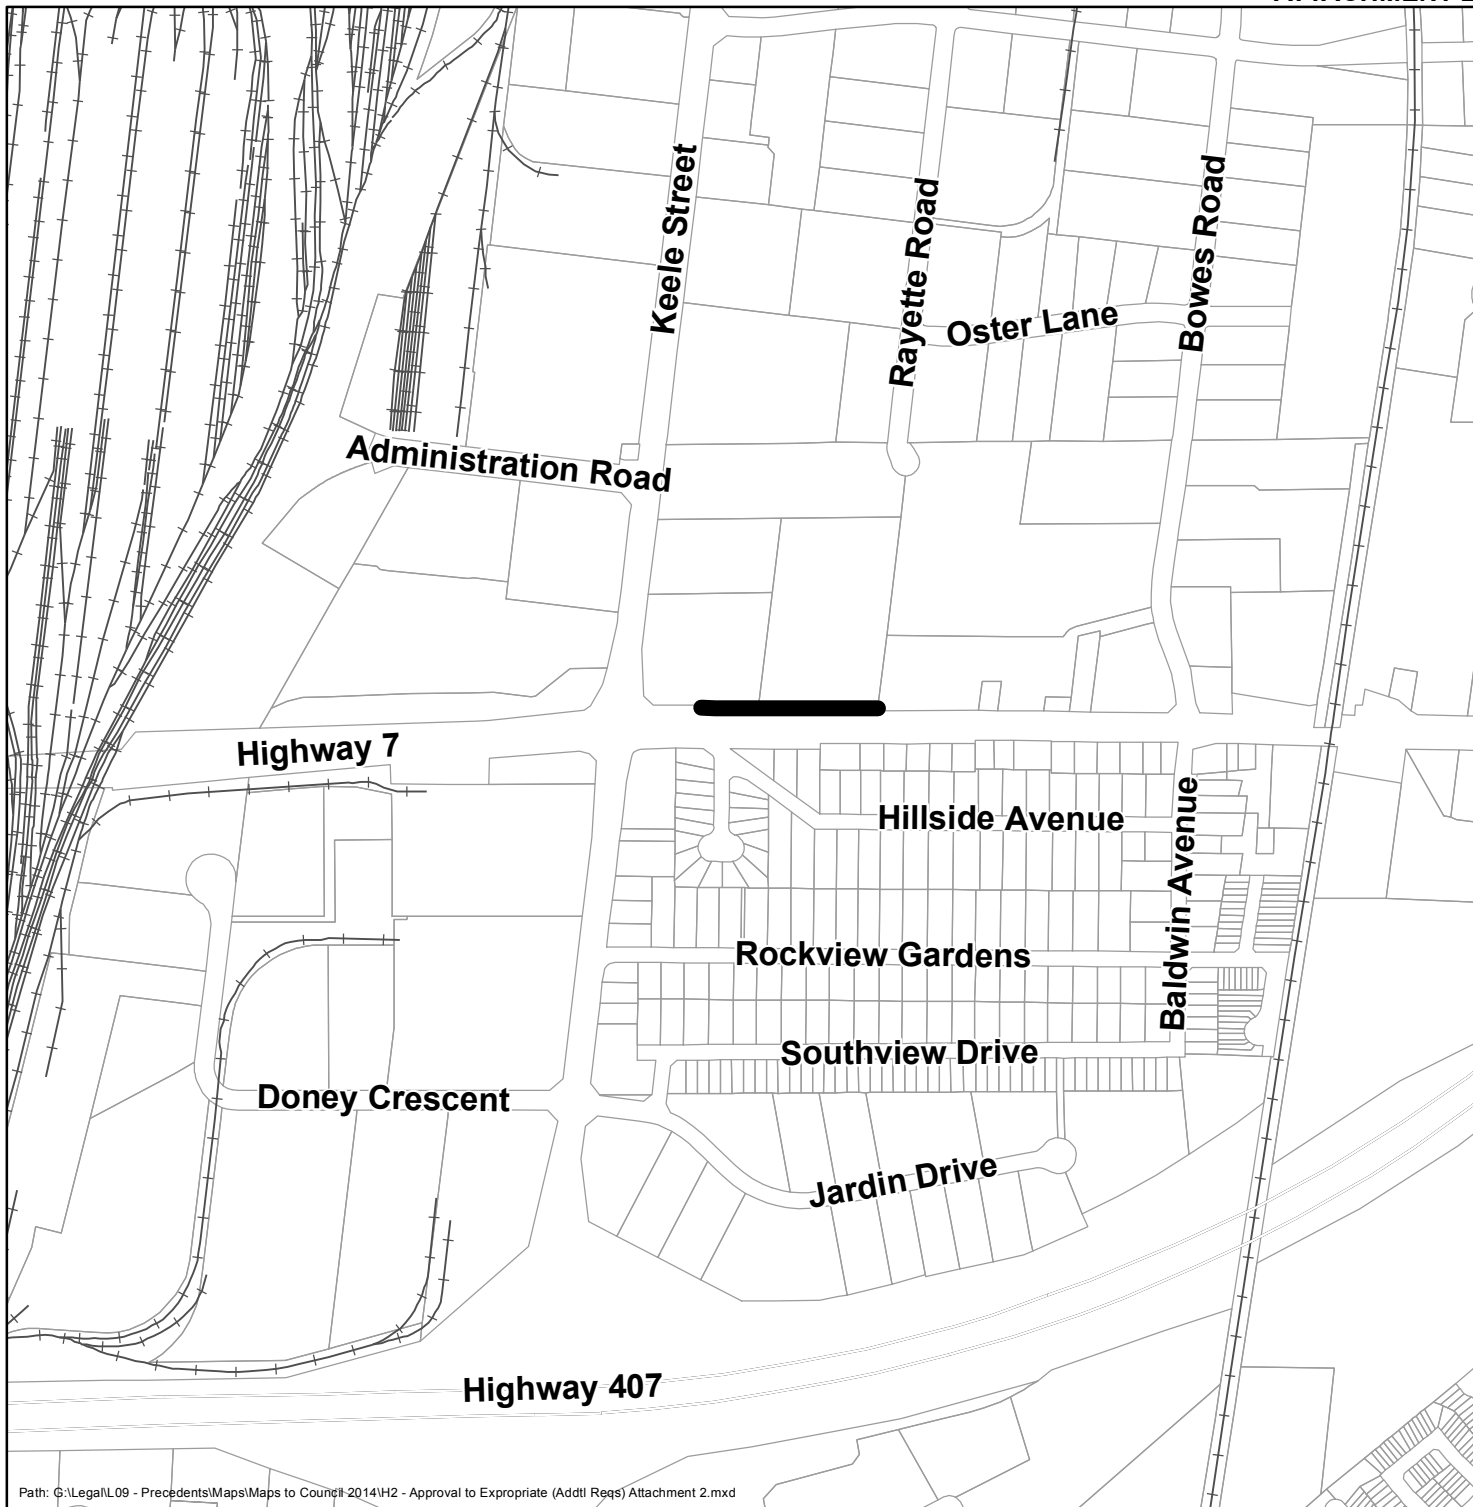 Keele Street
Rayette Road
Bowes Road
Oster Lane
Administration Road
Highway 7
Hillside Avenue
Baldwin Avenue
Rockview Gardens
Southview Drive
Doney Crescent
Jardin Drive
Highway 407
Path: G:\Legal\L09 - Precedents\Maps\Maps to Council 2014\H2 - Approval to Expropriate (Addtl Reqs) Attachment 2.mxd